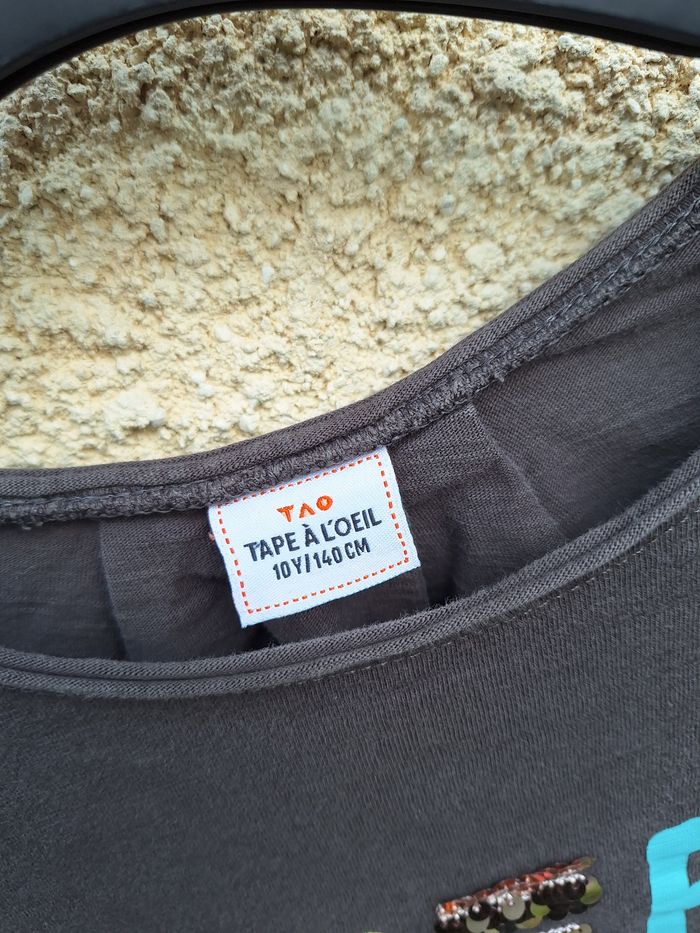 TAO
TAPE À L'OEIL
10Y/140CM